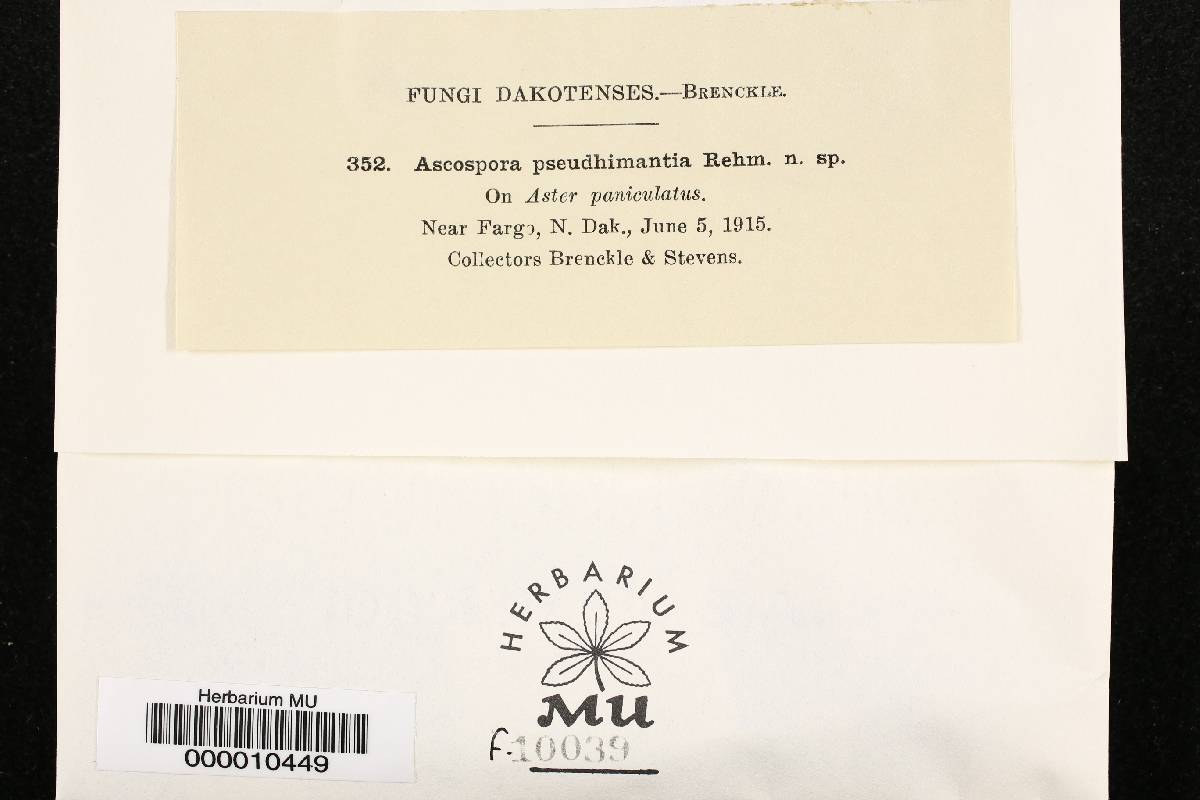 FUNGI DAKOTENSES.—BRENCKLE.
352. Ascospora pseudhimantia Rehm. n. sp.
On Aster paniculatus.
Near Fargo, N. Dak., June 5, 1915.
Collectors Brenckle & Stevens.
HERBARIUM
MU
F.10039
Herbarium MU
000010449